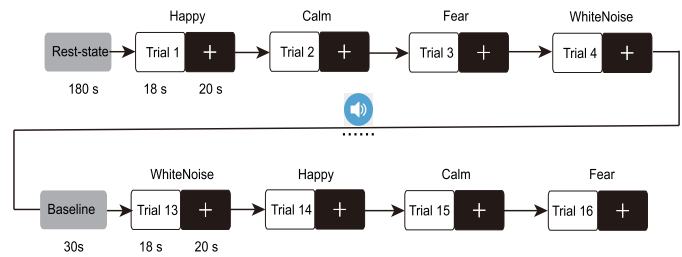 Happy Calm Fear WhiteNoise
Rest-state Trial 1 + Trial 2 + Trial 3 + Trial 4 +
180 s 18 s 20 s
......
WhiteNoise Happy Calm Fear
Baseline Trial 13 + Trial 14 + Trial 15 + Trial 16 +
30s 18 s 20 s